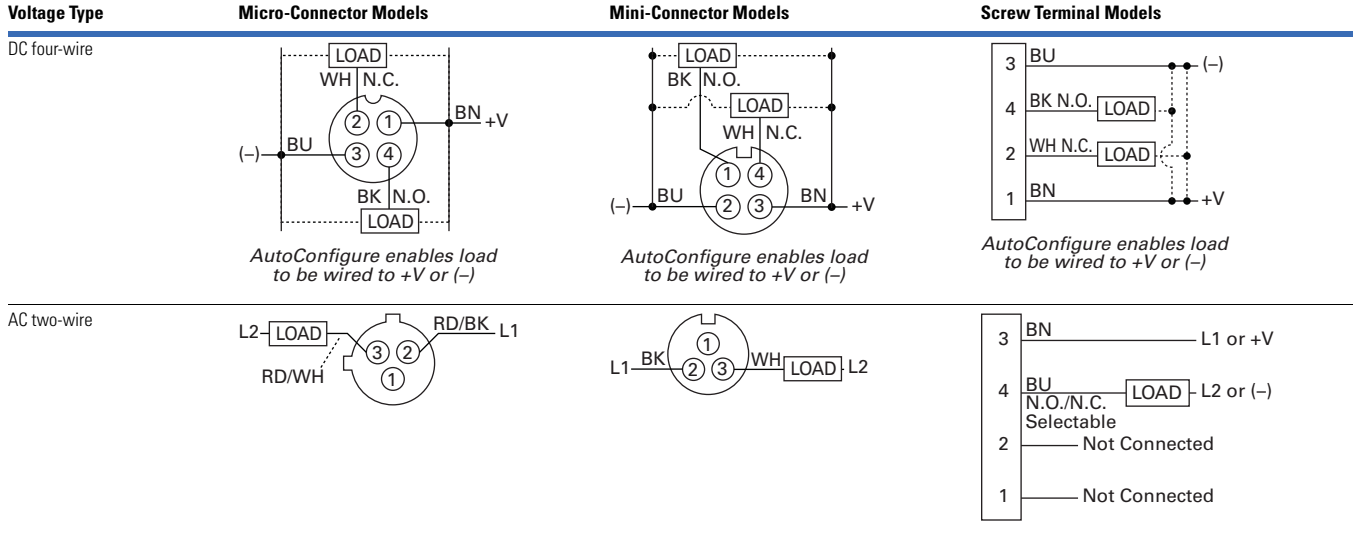 Voltage Type Micro-Connector Models Mini-Connector Models Screw Terminal Models
DC four-wire
LOAD
WH N.C.
2 1
BN +V
(–) BU
3 4
BK N.O.
LOAD
AutoConfigure enables load
to be wired to +V or (–)
LOAD
BK N.O.
LOAD
WH N.C.
1 4
(–) BU
2 3
BN +V
AutoConfigure enables load
to be wired to +V or (–)
3 BU (–)
4 BK N.O. LOAD
2 WH N.C. LOAD
1 BN +V
AutoConfigure enables load
to be wired to +V or (–)
AC two-wire
L2 LOAD RD/BK L1
3 2
RD/WH
1
1
L1 BK 2 3 WH LOAD L2
3 BN L1 or +V
4 BU LOAD L2 or (–)
N.O./N.C.
Selectable
2 Not Connected
1 Not Connected